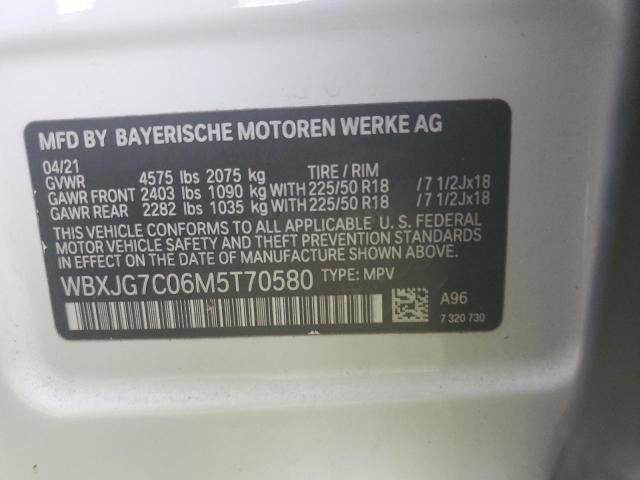 MFD BY BAYERISCHE MOTOREN WERKE AG
04/21
GVWR 4575 lbs 2075 kg TIRE / RIM
GAWR FRONT 2403 lbs 1090 kg WITH 225/50 R18 /7 1/2Jx18
GAWR REAR 2282 lbs 1035 kg WITH 225/50 R18 /7 1/2Jx18
THIS VEHICLE CONFORMS TO ALL APPLICABLE U. S. FEDERAL
MOTOR VEHICLE SAFETY AND THEFT PREVENTION STANDARDS
IN EFFECT ON THE DATE OF MANUFACTURE SHOWN ABOVE.
WBXJG7C06M5T70580 TYPE: MPV
A96
7 320 730